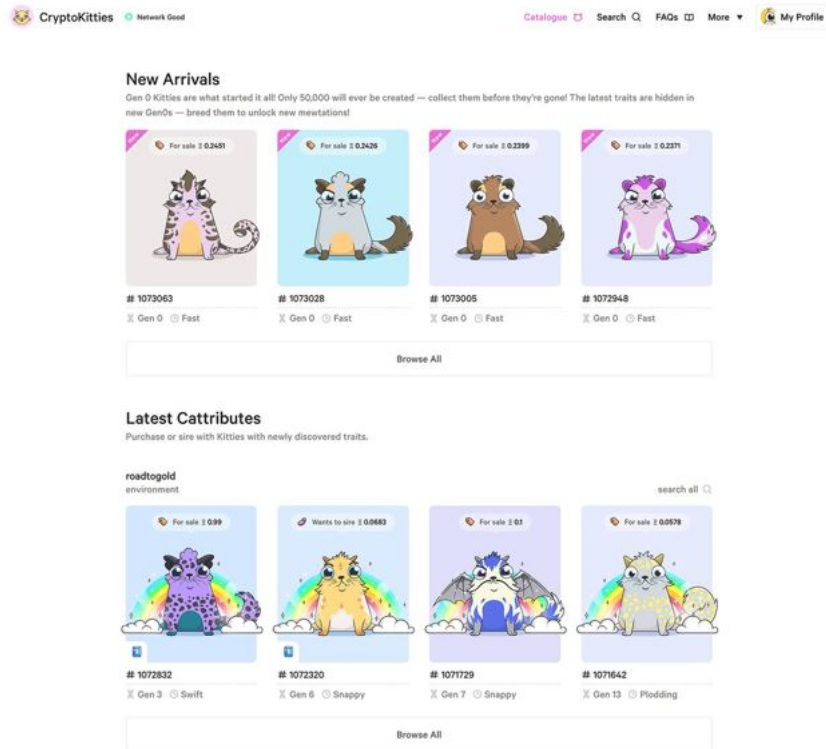 CryptoKitties Network Good Catalogue Search FAQs More ▼ My Profile
New Arrivals
Gen 0 Kitties are what started it all! Only 50,000 will ever be created — collect them before they're gone! The latest traits are hidden in
new Gen0s — breed them to unlock new mewtations!
New New New New
For sale Ξ 0.2451 For sale Ξ 0.2426 For sale Ξ 0.2399 For sale Ξ 0.2371
# 1073063 # 1073028 # 1073005 # 1072948
Gen 0 Fast Gen 0 Fast Gen 0 Fast Gen 0 Fast
Browse All
Latest Cattributes
Purchase or sire with Kitties with newly discovered traits.
roadtogold
environment search all
For sale Ξ 0.99 Wants to sire Ξ 0.0683 For sale Ξ 0.1 For sale Ξ 0.0578
# 1072832 # 1072320 # 1071729 # 1071642
Gen 3 Swift Gen 6 Snappy Gen 7 Snappy Gen 13 Plodding
Browse All